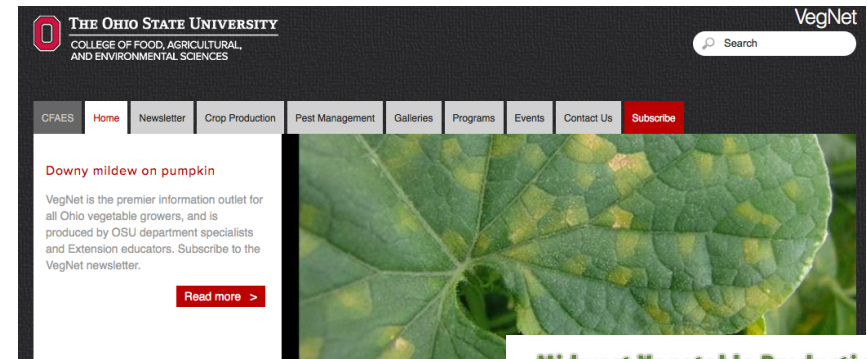 THE OHIO STATE UNIVERSITY
COLLEGE OF FOOD, AGRICULTURAL,
AND ENVIRONMENTAL SCIENCES
VegNet
Search
CFAES Home Newsletter Crop Production Pest Management Galleries Programs Events Contact Us Subscribe
Downy mildew on pumpkin
VegNet is the premier information outlet for
all Ohio vegetable growers, and is
produced by OSU department specialists
and Extension educators. Subscribe to the
VegNet newsletter.
Read more >